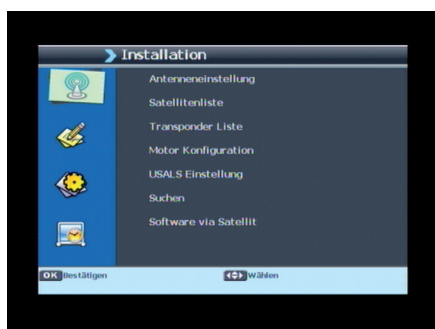 Installation
Antenneneinstellung
Satellitenliste
Transponder Liste
Motor Konfiguration
USALS Einstellung
Suchen
Software via Satellit
OK Bestätigen Wählen